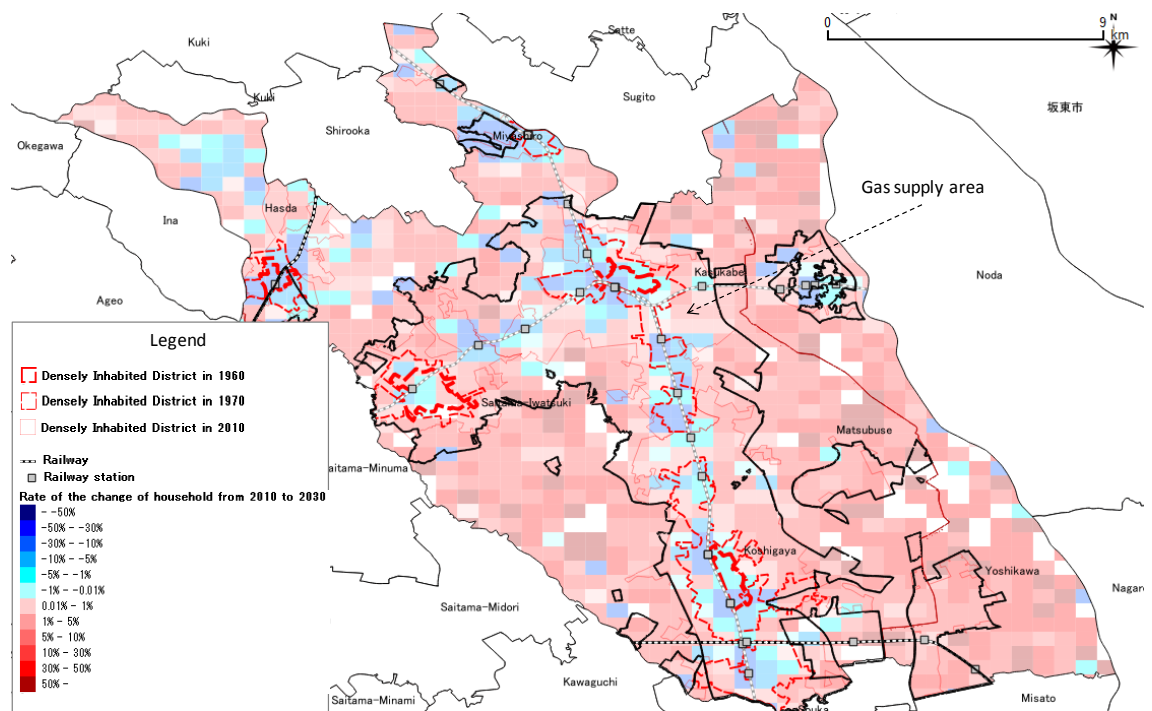 Kuki
Satte
0
9
km
N
Kuki
Sugito
坂東市
Shirooka
Miyashiro
Okegawa
Gas supply area
Ina
Hasda
Kasukabe
Noda
Ageo
Legend
Densely Inhabited District in 1960
Densely Inhabited District in 1970
Densely Inhabited District in 2010
Railway
Railway station
Rate of the change of household from 2010 to 2030
- -50%
-50% - -30%
-30% - -10%
-10% - -5%
-5% - -1%
-1% - -0.01%
0.01% - 1%
1% - 5%
5% - 10%
10% - 30%
30% - 50%
50% -
Saitama-Iwatsuki
Matsubuse
aitama-Minuma
Koshigaya
Yoshikawa
Nagare
Saitama-Midori
Kawaguchi
Saitama-Minami
Misato